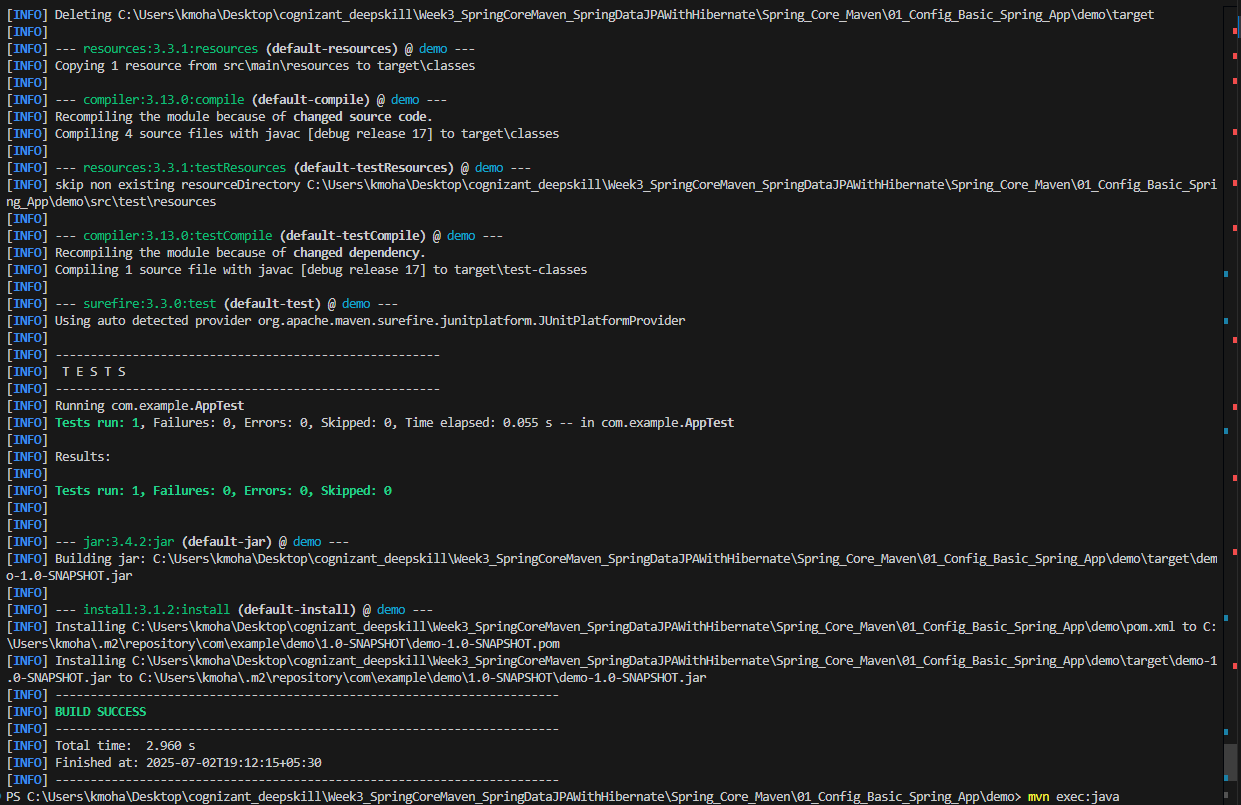 [INFO] Deleting C:\Users\kmoha\Desktop\cognizant_deepskill\Week3_SpringCoreMaven_SpringDataJPAWithHibernate\Spring_Core_Maven\01_Config_Basic_Spring_App\demo\target
[INFO]
[INFO] --- resources:3.3.1:resources (default-resources) @ demo ---
[INFO] Copying 1 resource from src\main\resources to target\classes
[INFO]
[INFO] --- compiler:3.13.0:compile (default-compile) @ demo ---
[INFO] Recompiling the module because of changed source code.
[INFO] Compiling 4 source files with javac [debug release 17] to target\classes
[INFO]
[INFO] --- resources:3.3.1:testResources (default-testResources) @ demo ---
[INFO] skip non existing resourceDirectory C:\Users\kmoha\Desktop\cognizant_deepskill\Week3_SpringCoreMaven_SpringDataJPAWithHibernate\Spring_Core_Maven\01_Config_Basic_Spri
ng_App\demo\src\test\resources
[INFO]
[INFO] --- compiler:3.13.0:testCompile (default-testCompile) @ demo ---
[INFO] Recompiling the module because of changed dependency.
[INFO] Compiling 1 source file with javac [debug release 17] to target\test-classes
[INFO]
[INFO] --- surefire:3.3.0:test (default-test) @ demo ---
[INFO] Using auto detected provider org.apache.maven.surefire.junitplatform.JUnitPlatformProvider
[INFO]
[INFO] -------------------------------------------------------
[INFO]  T E S T S
[INFO] -------------------------------------------------------
[INFO] Running com.example.AppTest
[INFO] Tests run: 1, Failures: 0, Errors: 0, Skipped: 0, Time elapsed: 0.055 s -- in com.example.AppTest
[INFO]
[INFO] Results:
[INFO]
[INFO] Tests run: 1, Failures: 0, Errors: 0, Skipped: 0
[INFO]
[INFO]
[INFO] --- jar:3.4.2:jar (default-jar) @ demo ---
[INFO] Building jar: C:\Users\kmoha\Desktop\cognizant_deepskill\Week3_SpringCoreMaven_SpringDataJPAWithHibernate\Spring_Core_Maven\01_Config_Basic_Spring_App\demo\target\dem
o-1.0-SNAPSHOT.jar
[INFO]
[INFO] --- install:3.1.2:install (default-install) @ demo ---
[INFO] Installing C:\Users\kmoha\Desktop\cognizant_deepskill\Week3_SpringCoreMaven_SpringDataJPAWithHibernate\Spring_Core_Maven\01_Config_Basic_Spring_App\demo\pom.xml to C:
\Users\kmoha\.m2\repository\com\example\demo\1.0-SNAPSHOT\demo-1.0-SNAPSHOT.pom
[INFO] Installing C:\Users\kmoha\Desktop\cognizant_deepskill\Week3_SpringCoreMaven_SpringDataJPAWithHibernate\Spring_Core_Maven\01_Config_Basic_Spring_App\demo\target\demo-1
.0-SNAPSHOT.jar to C:\Users\kmoha\.m2\repository\com\example\demo\1.0-SNAPSHOT\demo-1.0-SNAPSHOT.jar
[INFO] ------------------------------------------------------------------------
[INFO] BUILD SUCCESS
[INFO] ------------------------------------------------------------------------
[INFO] Total time:  2.960 s
[INFO] Finished at: 2025-07-02T19:12:15+05:30
[INFO] ------------------------------------------------------------------------
PS C:\Users\kmoha\Desktop\cognizant_deepskill\Week3_SpringCoreMaven_SpringDataJPAWithHibernate\Spring_Core_Maven\01_Config_Basic_Spring_App\demo> mvn exec:java